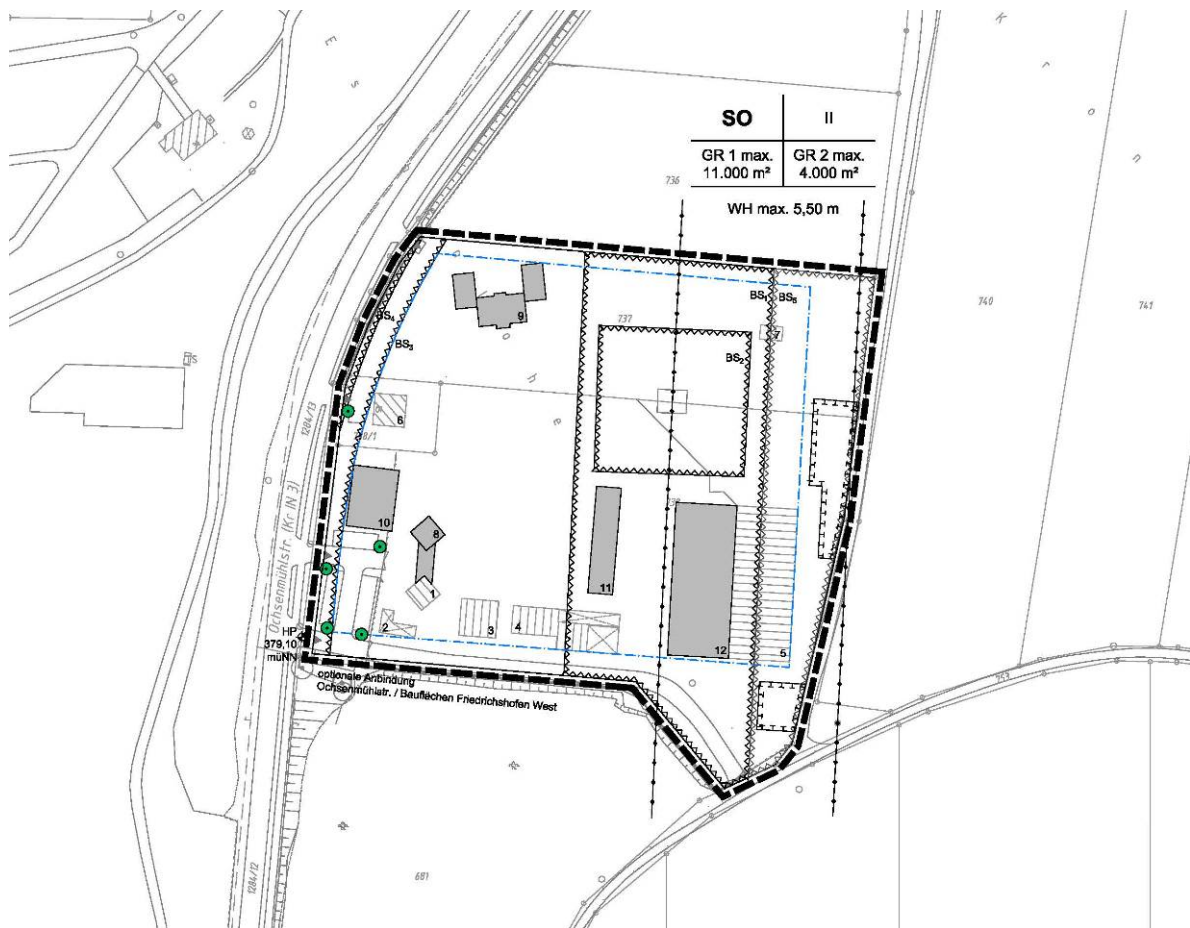 SO II
GR 1 max. GR 2 max.
11.000 m² 4.000 m²
WH max. 5,50 m
736
740
741
737
BS₁
BS₅
BS₄
BS₃
BS₂
7
9
6
TS
1284/13
Ochsenmühlstr. (Kr IN 3)
10
8
1
11
2
3
4
12
5
HP
379,10
müNN
optionale Anbindung
Ochsenmühlstr. / Bauflächen Friedrichshofen West
743
681
1284/12